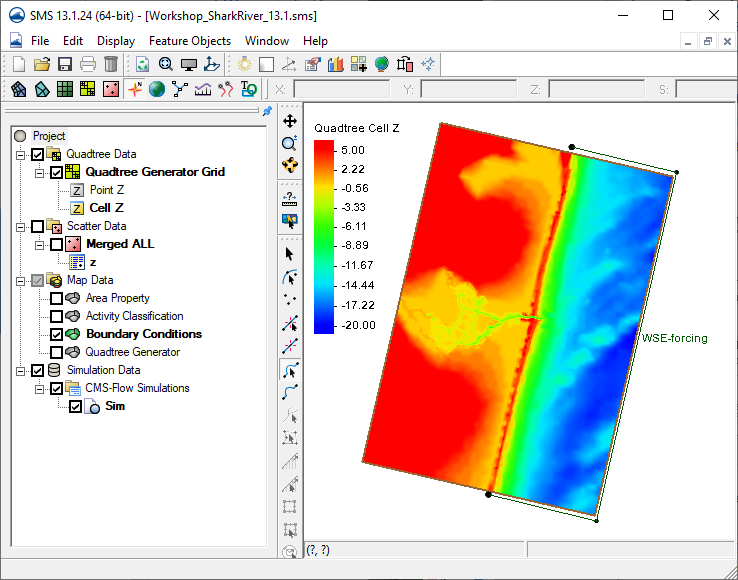 SMS 13.1.24 (64-bit) - [Workshop_SharkRiver_13.1.sms]
File Edit Display Feature Objects Window Help
X: Y: Z: S:
Project
Quadtree Data
Quadtree Generator Grid
Point Z
Cell Z
Scatter Data
Merged ALL
z
Map Data
Area Property
Activity Classification
Boundary Conditions
Quadtree Generator
Simulation Data
CMS-Flow Simulations
Sim
Quadtree Cell Z
5.00
2.22
-0.56
-3.33
-6.11
-8.89
-11.67
-14.44
-17.22
-20.00
WSE-forcing
(?, ?)